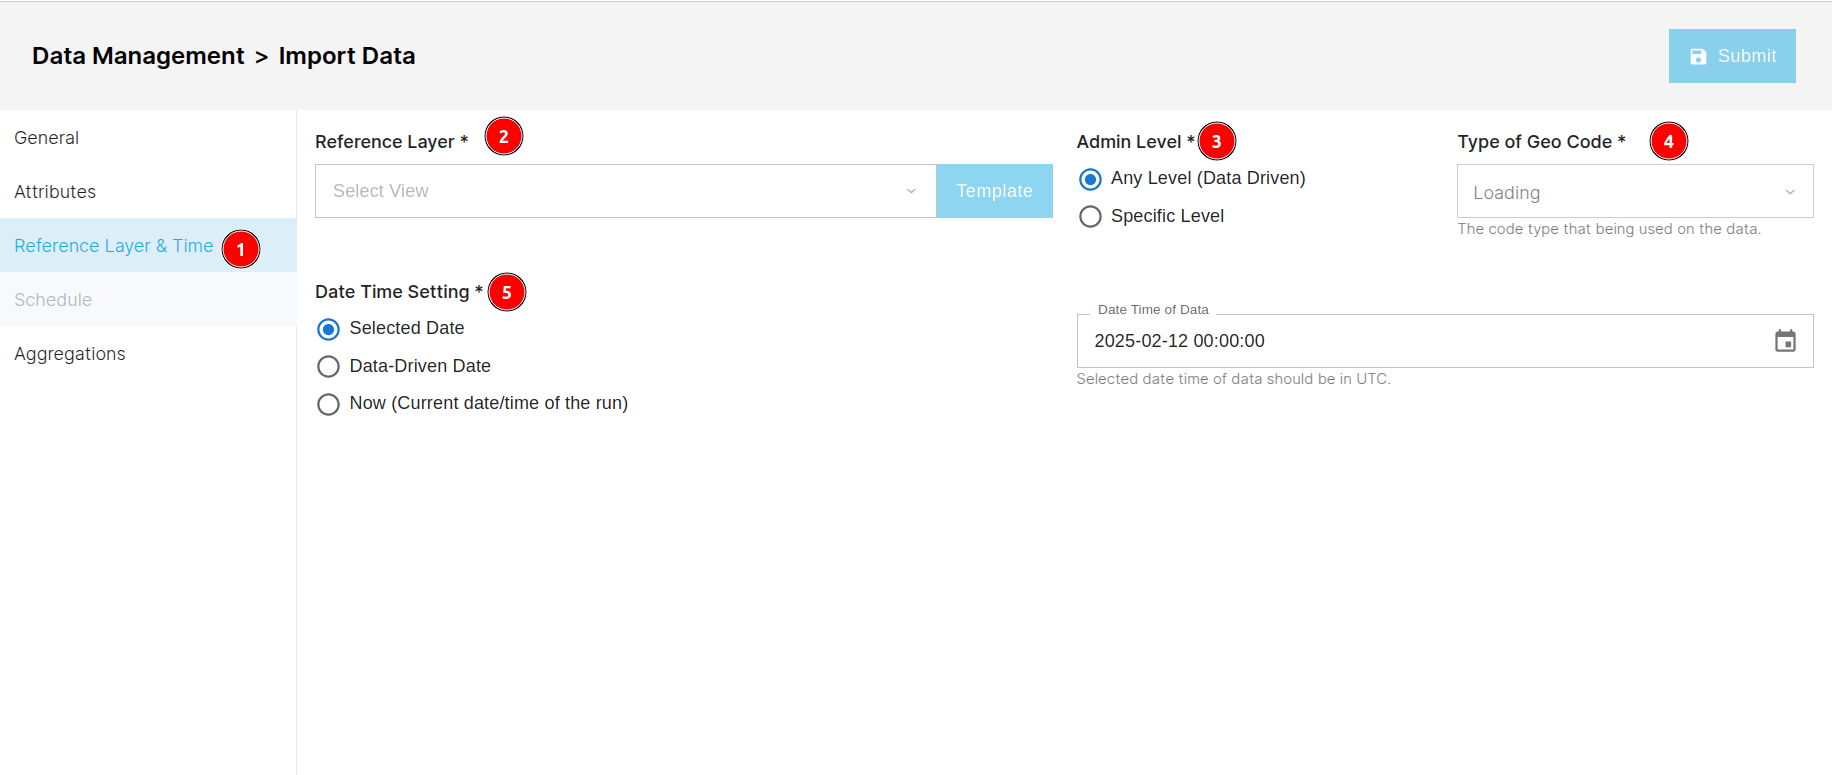 Data Management > Import Data
Submit
General
Attributes
Reference Layer & Time
1
Schedule
Aggregations
Reference Layer *
2
Select View
Template
Admin Level *
3
Any Level (Data Driven)
Specific Level
Type of Geo Code *
4
Loading
The code type that being used on the data.
Date Time Setting *
5
Selected Date
Data-Driven Date
Now (Current date/time of the run)
Date Time of Data
2025-02-12 00:00:00
Selected date time of data should be in UTC.